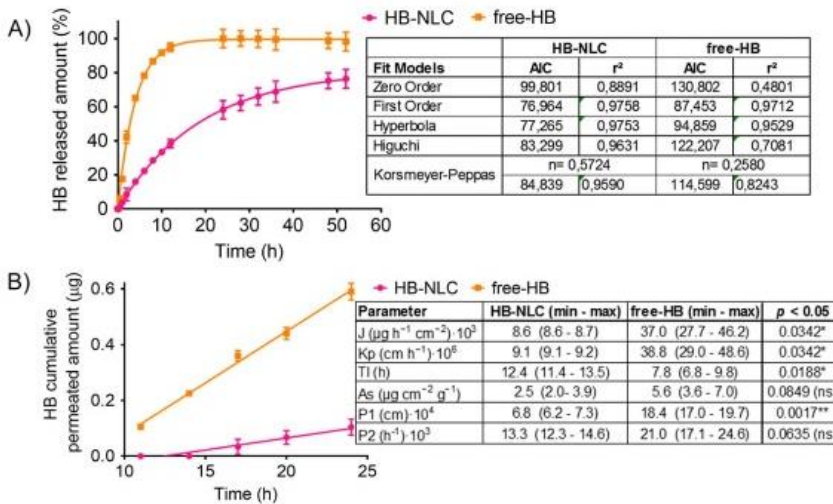 A)
HB-NLC free-HB
HB released amount (%)
100
80
60
40
20
0
0 10 20 30 40 50 60
Time (h)
HB-NLC free-HB
Fit Models AIC r² AIC r²
Zero Order 99,801 0,8891 130,802 0,4801
First Order 76,964 0,9758 87,453 0,9712
Hyperbola 77,265 0,9753 94,859 0,9529
Higuchi 83,299 0,9631 122,207 0,7081
Korsmeyer-Peppas n= 0,5724 n= 0,2580
84,839 0,9590 114,599 0,8243
B)
HB-NLC free-HB
HB cumulative
permeated amount (µg)
0.6
0.4
0.2
0.0
10 15 20 25
Time (h)
Parameter HB-NLC (min - max) free-HB (min - max) p < 0.05
J (µg h⁻¹ cm⁻²)·10³ 8.6 (8.6 - 8.7) 37.0 (27.7 - 46.2) 0.0342*
Kp (cm h⁻¹)·10⁶ 9.1 (9.1 - 9.2) 38.8 (29.0 - 48.6) 0.0342*
Tl (h) 12.4 (11.4 - 13.5) 7.8 (6.8 - 9.8) 0.0188*
As (µg cm⁻² g⁻¹) 2.5 (2.0- 3.9) 5.6 (3.6 - 7.0) 0.0849 (ns
P1 (cm)·10⁴ 6.8 (6.2 - 7.3) 18.4 (17.0 - 19.7) 0.0017**
P2 (h⁻¹)·10³ 13.3 (12.3 - 14.6) 21.0 (17.1 - 24.6) 0.0635 (ns